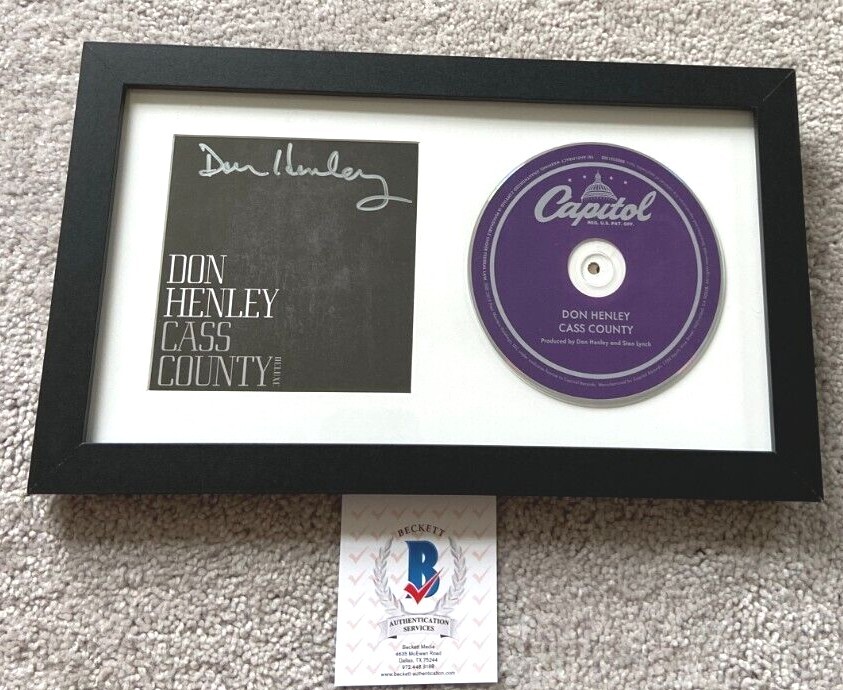 Don Henley
DON
HENLEY
CASS
COUNTY
DELUXE
Capitol
REG. U.S. PAT. OFF.
DON HENLEY
CASS COUNTY
Produced by Don Henley and Stan Lynch
BECKETT
B
AUTHENTICATION
SERVICES
Beckett Media
4635 McEwen Road
Dallas, TX 75244
972.448.9188
www.beckett-authentication.com